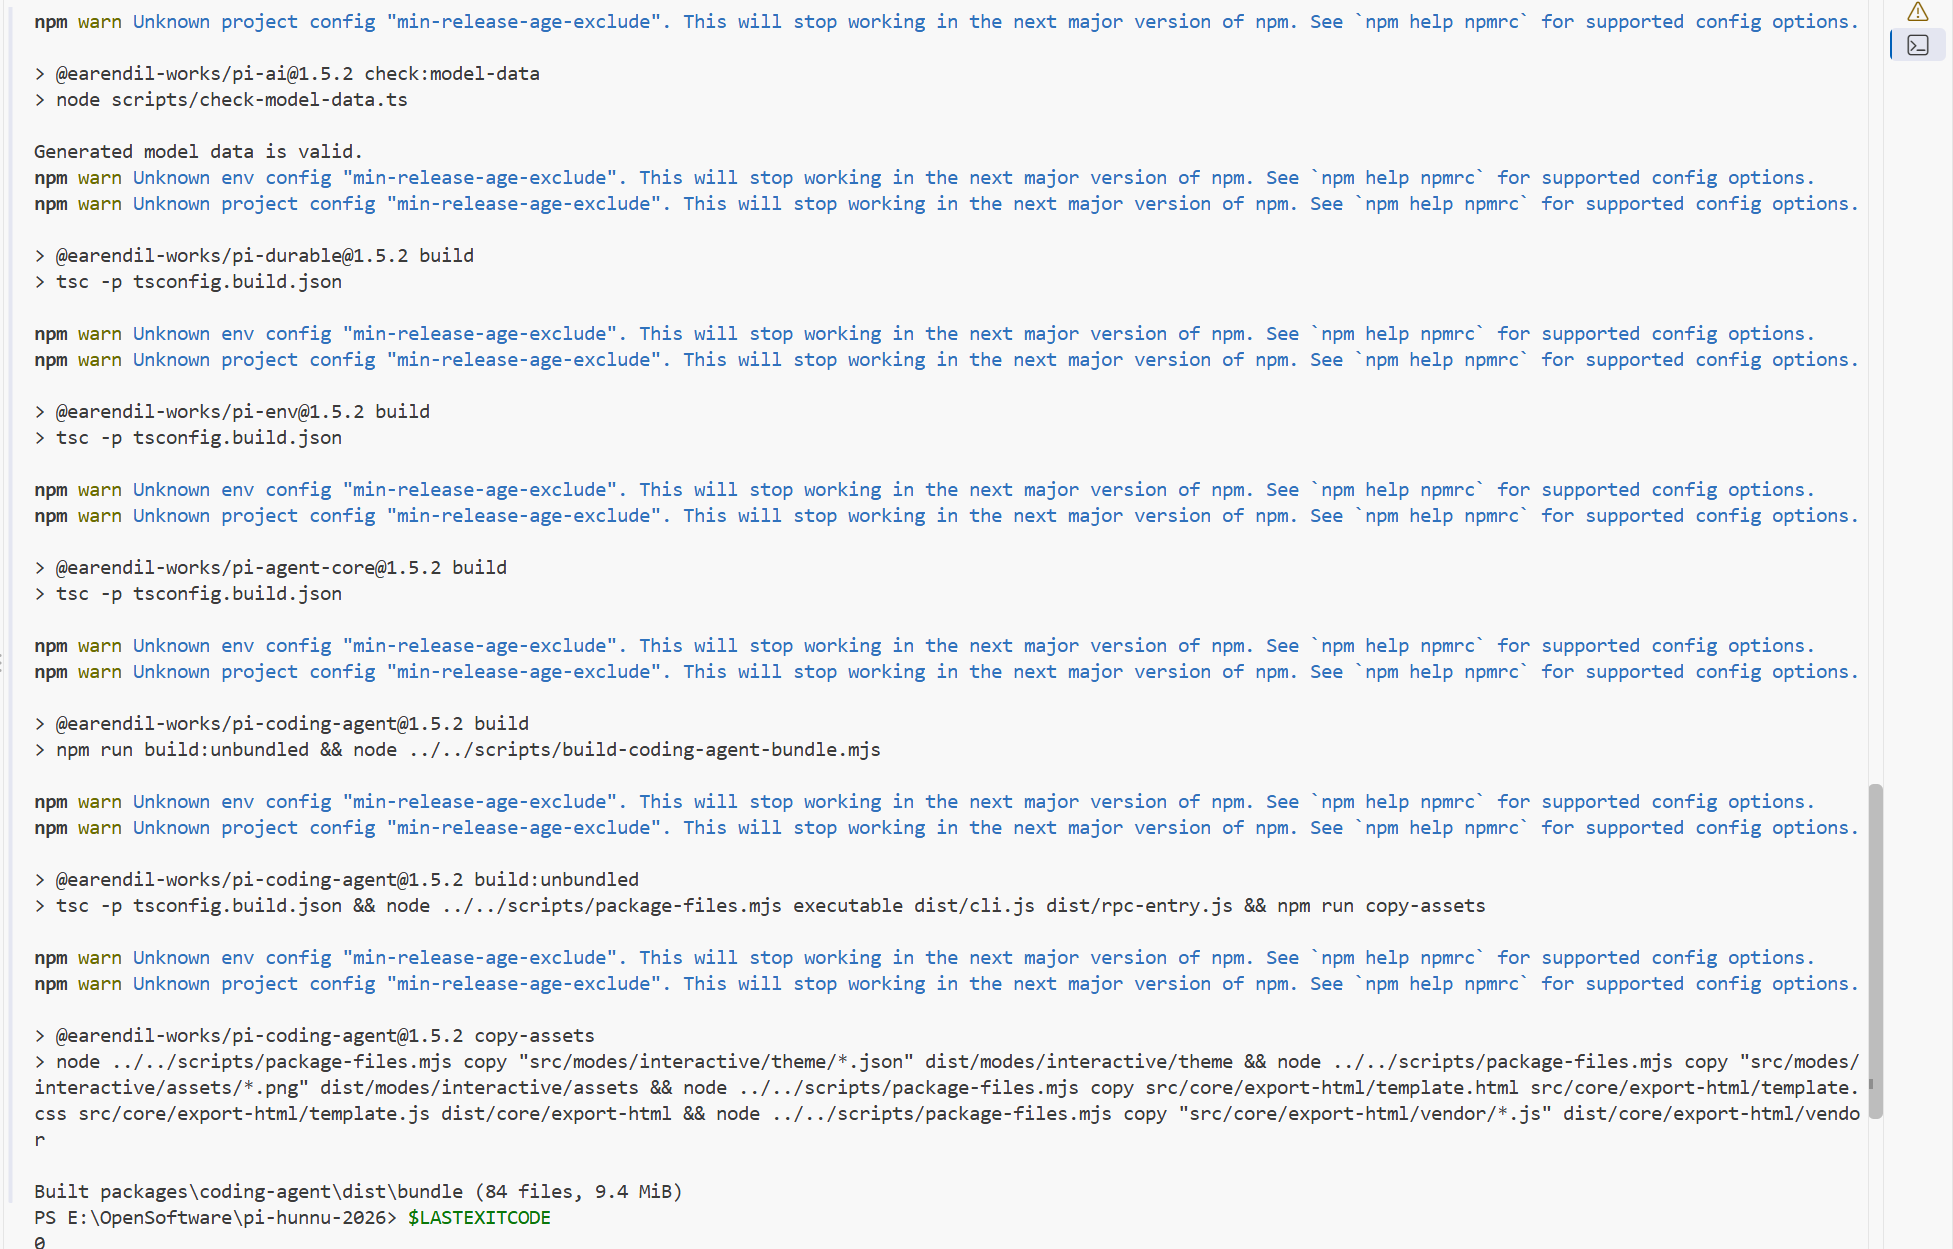 npm warn Unknown project config "min-release-age-exclude". This will stop working in the next major version of npm. See `npm help npmrc` for supported config options.
> @earendil-works/pi-ai@1.5.2 check:model-data
> node scripts/check-model-data.ts
Generated model data is valid.
npm warn Unknown env config "min-release-age-exclude". This will stop working in the next major version of npm. See `npm help npmrc` for supported config options.
npm warn Unknown project config "min-release-age-exclude". This will stop working in the next major version of npm. See `npm help npmrc` for supported config options.
> @earendil-works/pi-durable@1.5.2 build
> tsc -p tsconfig.build.json
npm warn Unknown env config "min-release-age-exclude". This will stop working in the next major version of npm. See `npm help npmrc` for supported config options.
npm warn Unknown project config "min-release-age-exclude". This will stop working in the next major version of npm. See `npm help npmrc` for supported config options.
> @earendil-works/pi-env@1.5.2 build
> tsc -p tsconfig.build.json
npm warn Unknown env config "min-release-age-exclude". This will stop working in the next major version of npm. See `npm help npmrc` for supported config options.
npm warn Unknown project config "min-release-age-exclude". This will stop working in the next major version of npm. See `npm help npmrc` for supported config options.
> @earendil-works/pi-agent-core@1.5.2 build
> tsc -p tsconfig.build.json
npm warn Unknown env config "min-release-age-exclude". This will stop working in the next major version of npm. See `npm help npmrc` for supported config options.
npm warn Unknown project config "min-release-age-exclude". This will stop working in the next major version of npm. See `npm help npmrc` for supported config options.
> @earendil-works/pi-coding-agent@1.5.2 build
> npm run build:unbundled && node ../../scripts/build-coding-agent-bundle.mjs
npm warn Unknown env config "min-release-age-exclude". This will stop working in the next major version of npm. See `npm help npmrc` for supported config options.
npm warn Unknown project config "min-release-age-exclude". This will stop working in the next major version of npm. See `npm help npmrc` for supported config options.
> @earendil-works/pi-coding-agent@1.5.2 build:unbundled
> tsc -p tsconfig.build.json && node ../../scripts/package-files.mjs executable dist/cli.js dist/rpc-entry.js && npm run copy-assets
npm warn Unknown env config "min-release-age-exclude". This will stop working in the next major version of npm. See `npm help npmrc` for supported config options.
npm warn Unknown project config "min-release-age-exclude". This will stop working in the next major version of npm. See `npm help npmrc` for supported config options.
> @earendil-works/pi-coding-agent@1.5.2 copy-assets
> node ../../scripts/package-files.mjs copy "src/modes/interactive/theme/*.json" dist/modes/interactive/theme && node ../../scripts/package-files.mjs copy "src/modes/
interactive/assets/*.png" dist/modes/interactive/assets && node ../../scripts/package-files.mjs copy src/core/export-html/template.html src/core/export-html/template.
css src/core/export-html/template.js dist/core/export-html && node ../../scripts/package-files.mjs copy "src/core/export-html/vendor/*.js" dist/core/export-html/vendo
r
Built packages\coding-agent\dist\bundle (84 files, 9.4 MiB)
PS E:\OpenSoftware\pi-hunnu-2026> $LASTEXITCODE
0